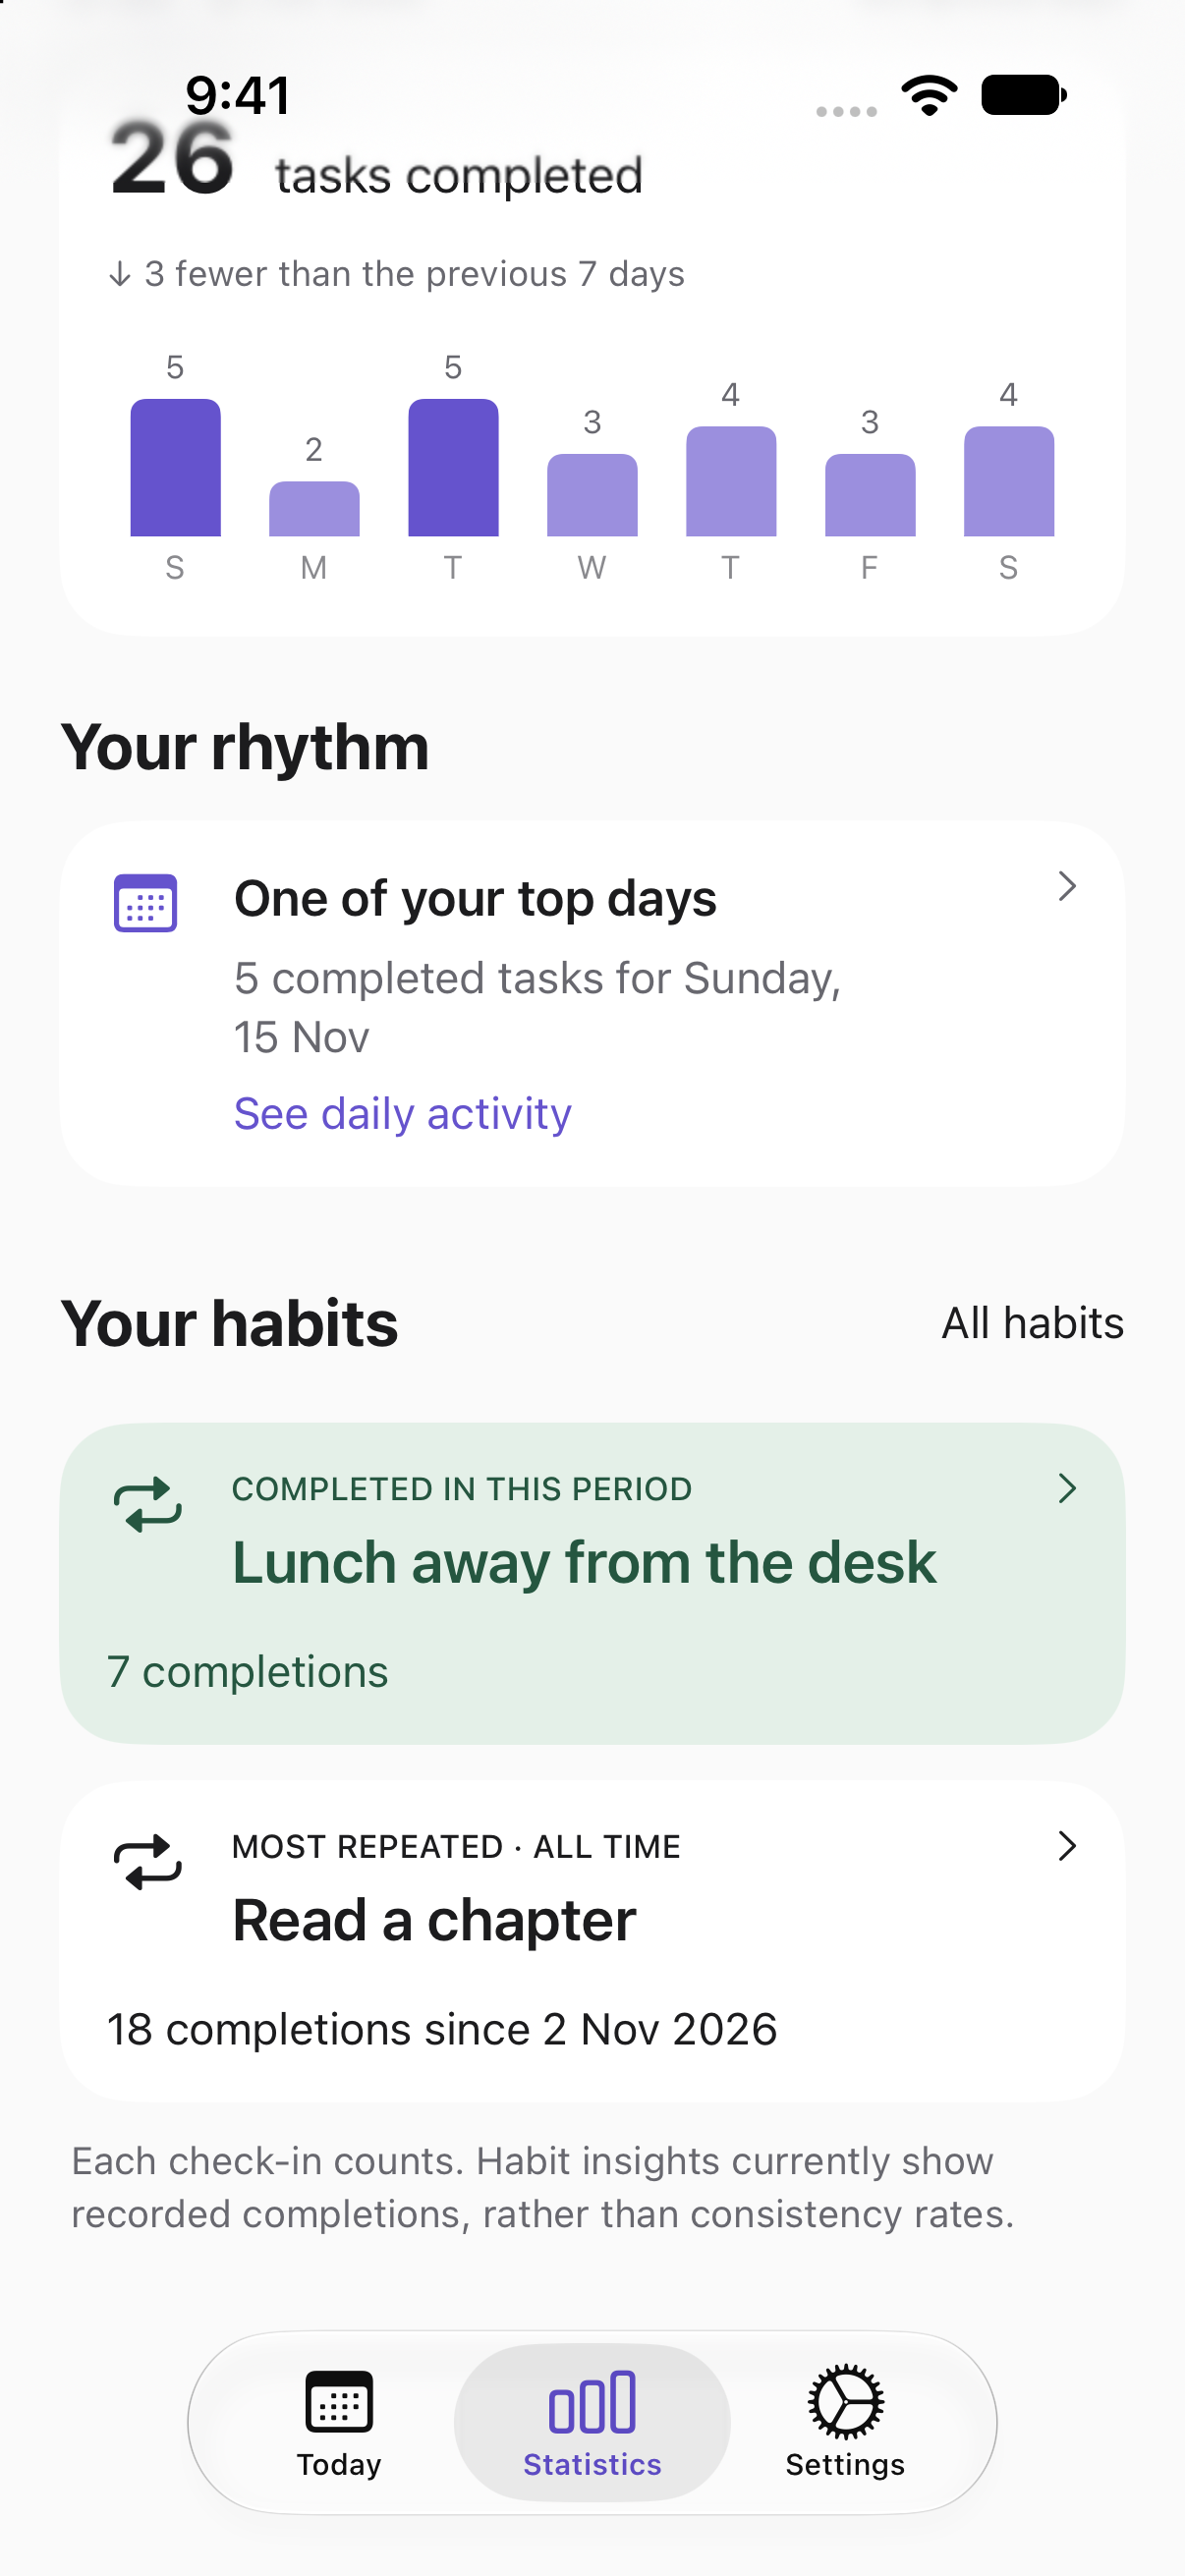 9:41
26 tasks completed
↓ 3 fewer than the previous 7 days
5 2 5 3 4 3 4
S M T W T F S
Your rhythm
One of your top days
5 completed tasks for Sunday,
15 Nov
See daily activity
Your habits
All habits
COMPLETED IN THIS PERIOD
Lunch away from the desk
7 completions
MOST REPEATED · ALL TIME
Read a chapter
18 completions since 2 Nov 2026
Each check-in counts. Habit insights currently show
recorded completions, rather than consistency rates.
Today Statistics Settings